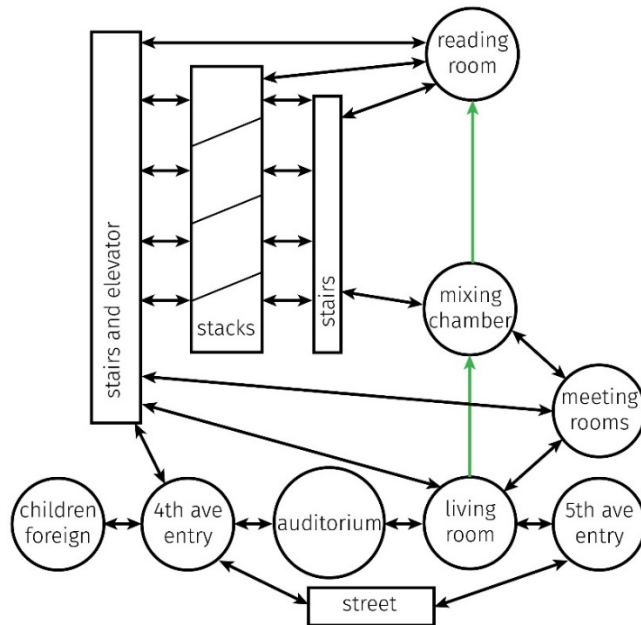 reading
room
stairs and elevator
stacks
stairs
mixing
chamber
meeting
rooms
children
foreign
4th ave
entry
auditorium
living
room
5th ave
entry
street